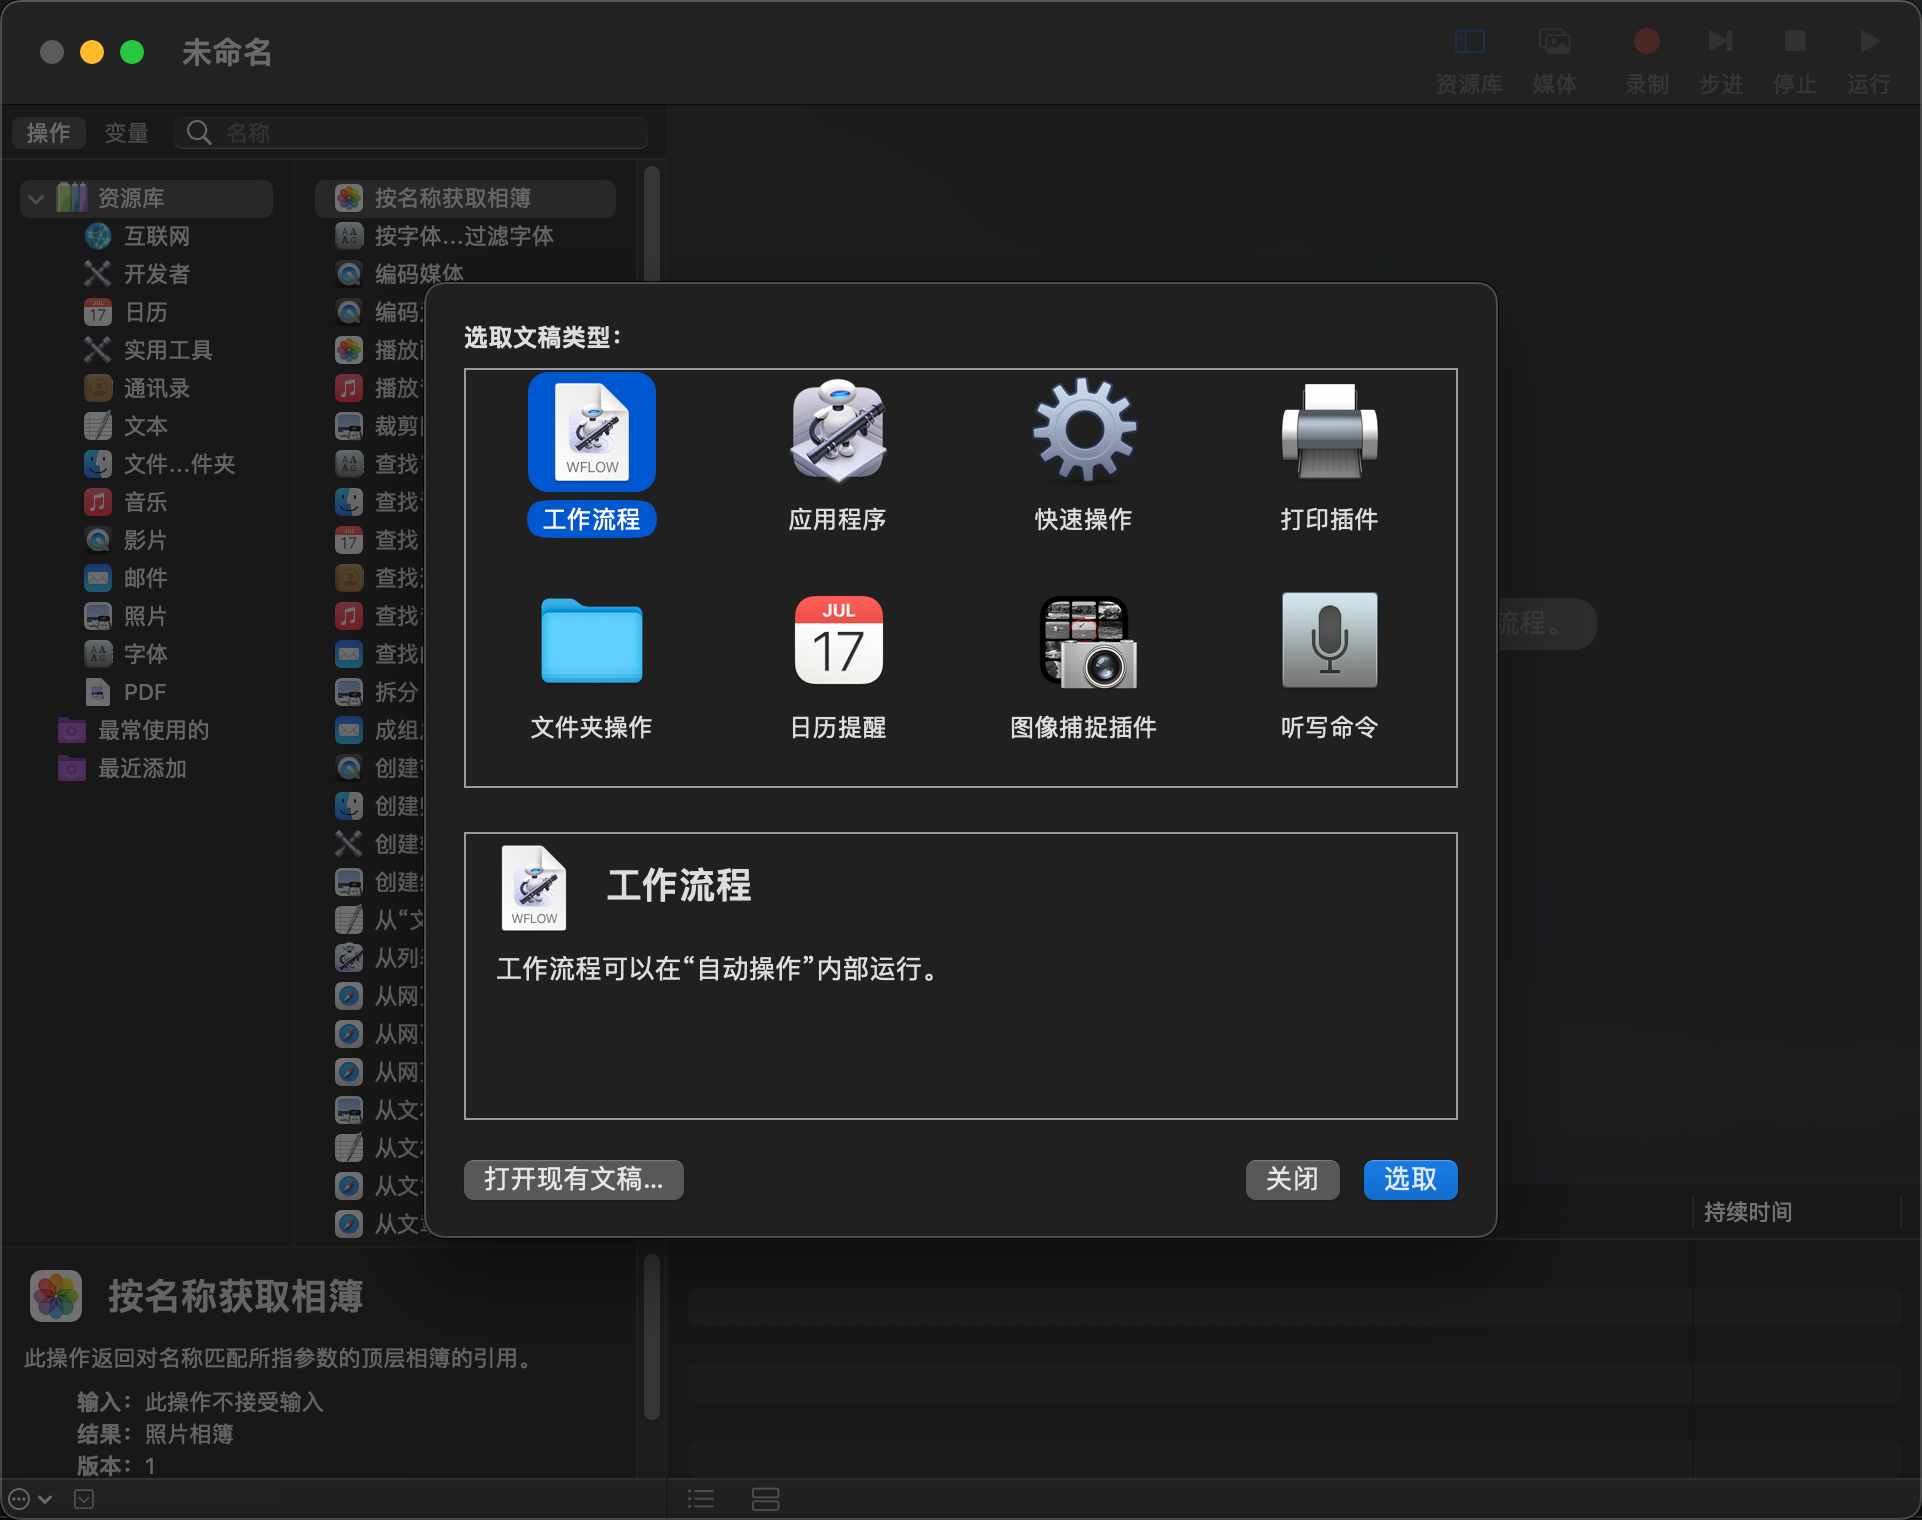 未命名
资源库
媒体
录制
步进
停止
运行
操作
变量
名称
资源库
互联网
开发者
日历
实用工具
通讯录
文本
文件…件夹
音乐
影片
邮件
照片
字体
PDF
最常使用的
最近添加
按名称获取相簿
按字体…过滤字体
编码媒体
编码
播放
播放
裁剪
查找
查找
查找
查找
查找
查找
拆分
成组
创建
创建
创建
创建
从“文
从列
从网
从网
从网
从文
从文
从文
从文
选取文稿类型：
WFLOW
工作流程
应用程序
快速操作
打印插件
文件夹操作
JUL
17
日历提醒
图像捕捉插件
听写命令
WFLOW
工作流程
工作流程可以在“自动操作”内部运行。
打开现有文稿...
关闭
选取
流程。
持续时间
按名称获取相簿
此操作返回对名称匹配所指参数的顶层相簿的引用。
输入：此操作不接受输入
结果：照片相簿
版本：1